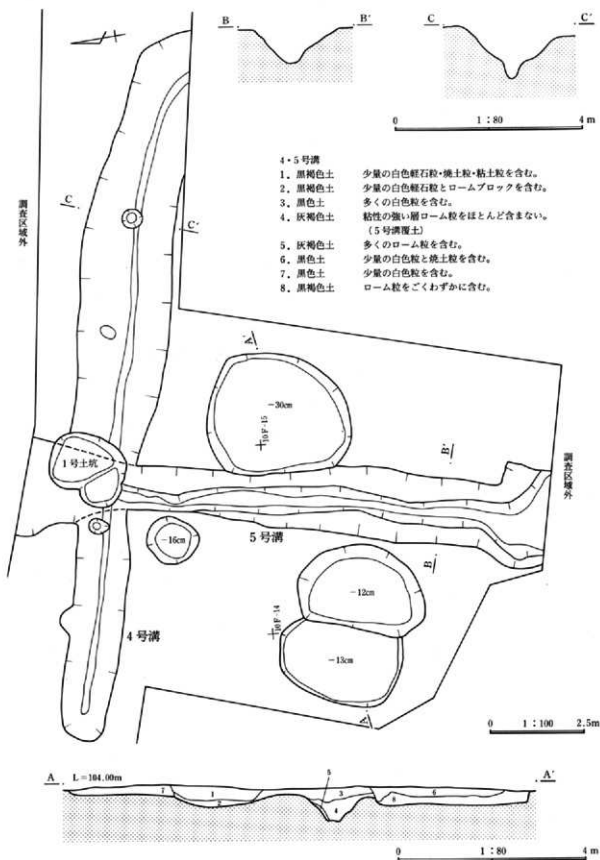 B B′ C C′
0 1:80 4m
4・5号溝
1. 黒褐色土 少量の白色軽石粒・焼土粒・粘土粒を含む。
2. 黒褐色土 少量の白色軽石粒とロームブロックを含む。
3. 黒色土 多くの白色粒を含む。
4. 灰褐色土 粘性の強い層ローム粒をほとんど含まない。
(5号溝覆土)
5. 灰褐色土 多くのローム粒を含む。
6. 黒色土 少量の白色粒と焼土粒を含む。
7. 黒色土 少量の白色粒を含む。
8. 黒褐色土 ローム粒をごくわずかに含む。
調査区域外
C
C′
A′
-30cm
10F-15
1号土坑
B′
調査区域外
-16cm
5号溝
B
-12cm
10F-14
4号溝
-13cm
A
0 1:100 2.5m
A L=104.00m A′
7 1 2 5 3 4 8 6
0 1:80 4m